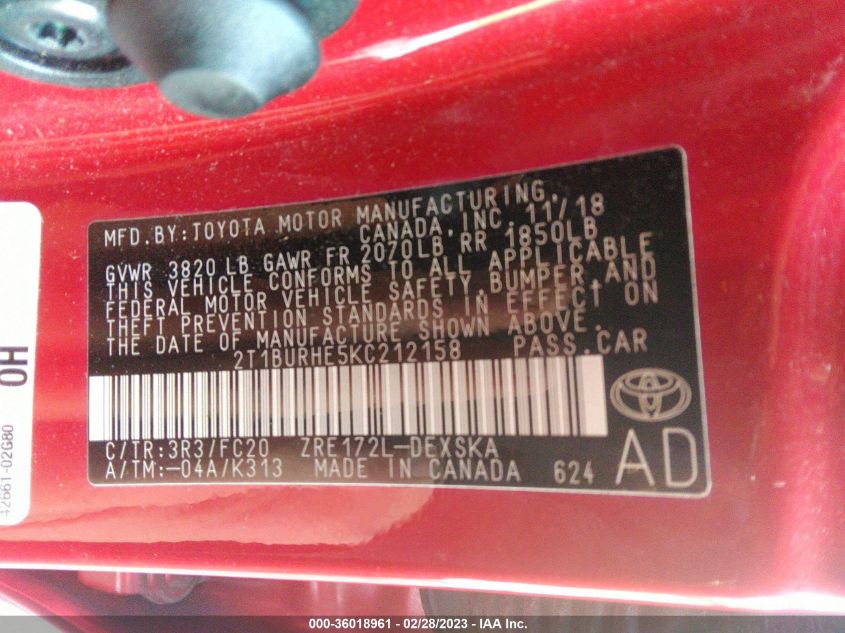 MFD.BY:TOYOTA MOTOR MANUFACTURING,
CANADA,INC. 11/18
GVWR 3820 LB GAWR FR 2070LB RR 1850LB
THIS VEHICLE CONFORMS TO ALL APPLICABLE
FEDERAL MOTOR VEHICLE SAFETY, BUMPER,AND
THEFT PREVENTION STANDARDS IN EFFECT ON
THE DATE OF MANUFACTURE SHOWN ABOVE.
2T1BURHE5KC212158 PASS.CAR
C/TR:3R3/FC20 ZRE172L-DEXSKA
A/TM:-04A/K313 MADE IN CANADA 624
AD
OH
42661-02G80
000-36018961 - 02/28/2023 - IAA Inc.